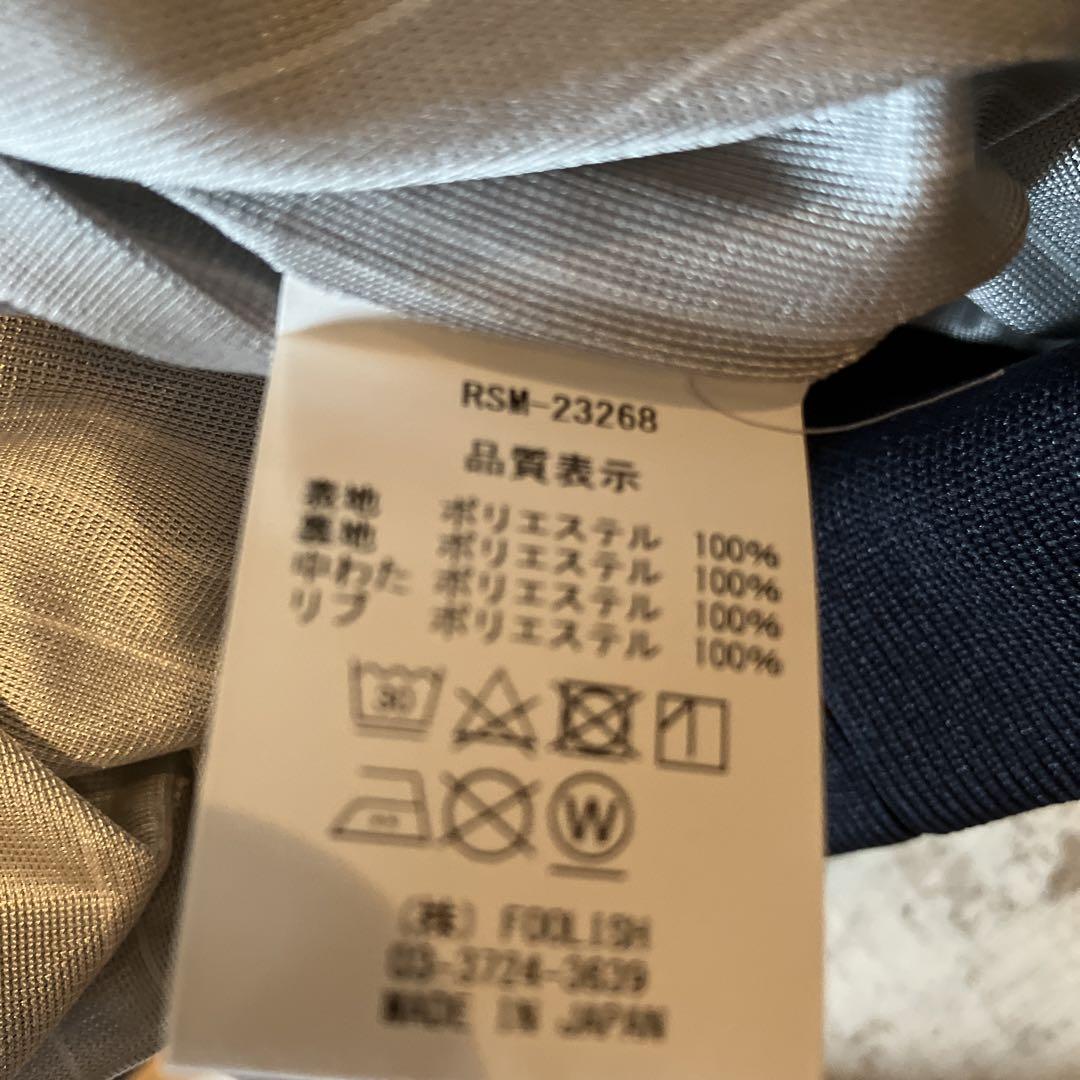 RSM-23268
品質表示
表地 ポリエステル 100%
裏地 ポリエステル 100%
中わた ポリエステル 100%
リブ ポリエステル 100%
30
W
(株) FOOLISH
03-3724-3639
MADE IN JAPAN